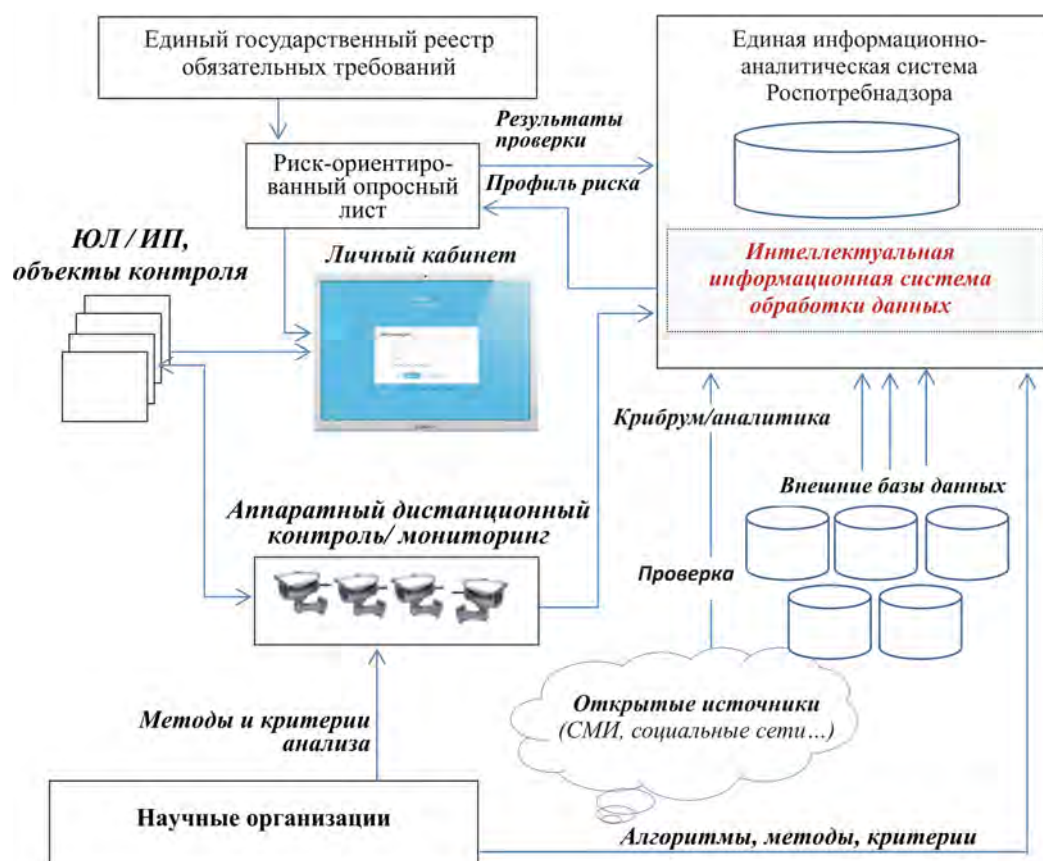 Единый государственный реестр
обязательных требований
Единая информационно-
аналитическая система
Роспотребнадзора
Результаты
проверки
Риск-ориентиро-
ванный опросный
лист
Профиль риска
ЮЛ / ИП,
объекты контроля
Личный кабинет
Интеллектуальная
информационная система
обработки данных
Крибрум/аналитика
Внешние базы данных
Аппаратный дистанционный
контроль/ мониторинг
Проверка
Открытые источники
(СМИ, социальные сети…)
Методы и критерии
анализа
Научные организации
Алгоритмы, методы, критерии